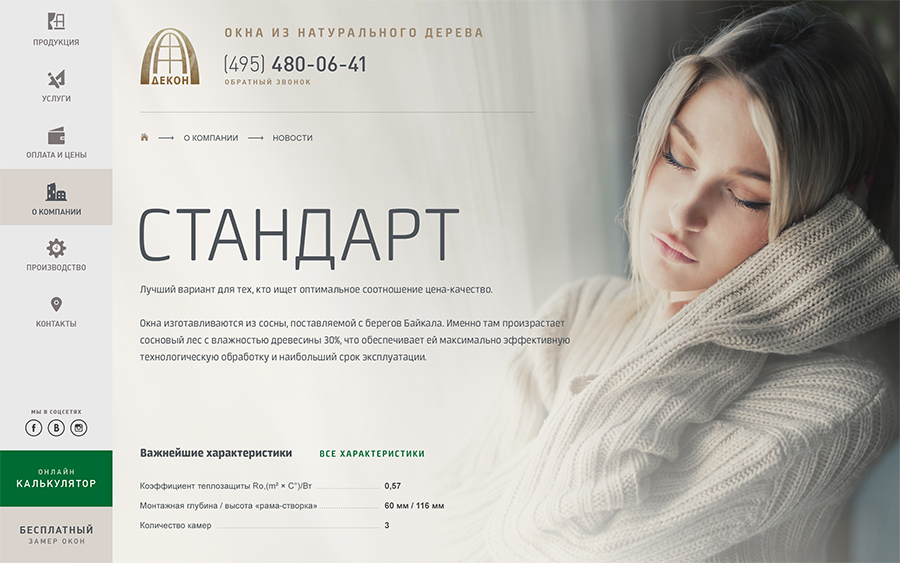 ПРОДУКЦИЯ
УСЛУГИ
ОПЛАТА И ЦЕНЫ
О КОМПАНИИ
ПРОИЗВОДСТВО
КОНТАКТЫ
МЫ В СОЦСЕТЯХ
f В
ОНЛАЙН
КАЛЬКУЛЯТОР
БЕСПЛАТНЫЙ
ЗАМЕР ОКОН
ДЕКОН
ОКНА ИЗ НАТУРАЛЬНОГО ДЕРЕВА
(495) 480-06-41
ОБРАТНЫЙ ЗВОНОК
О КОМПАНИИ НОВОСТИ
СТАНДАРТ
Лучший вариант для тех, кто ищет оптимальное соотношение цена-качество.
Окна изготавливаются из сосны, поставляемой с берегов Байкала. Именно там произрастает
сосновый лес с влажностью древесины 30%, что обеспечивает ей максимально эффективную
технологическую обработку и наибольший срок эксплуатации.
Важнейшие характеристики ВСЕ ХАРАКТЕРИСТИКИ
Коэффициент теплозащиты Ro,(m² × C°)/Вт 0,57
Монтажная глубина / высота «рама-створка» 60 мм / 116 мм
Количество камер 3